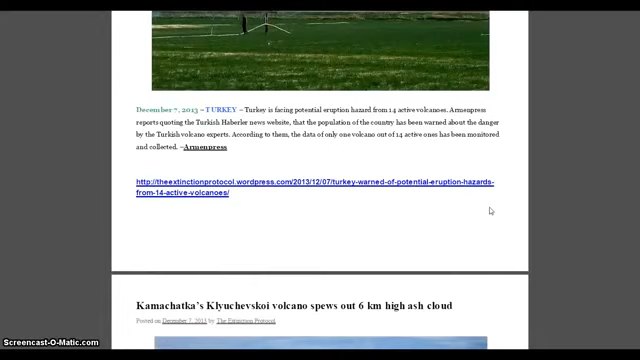 December 7, 2013 – TURKEY – Turkey is facing potential eruption hazard from 14 active volcanoes. Armenpress
reports quoting the Turkish Haberler news website, that the population of the country has been warned about the danger
by the Turkish volcano experts. According to them, the data of only one volcano out of 14 active ones has been monitored
and collected. –Armenpress
http://theextinctionprotocol.wordpress.com/2013/12/07/turkey-warned-of-potential-eruption-hazards-
from-14-active-volcanoes/
Kamachatka's Klyuchevskoi volcano spews out 6 km high ash cloud
Posted on December 7, 2013 by The Extinction Protocol
Screencast-O-Matic.com